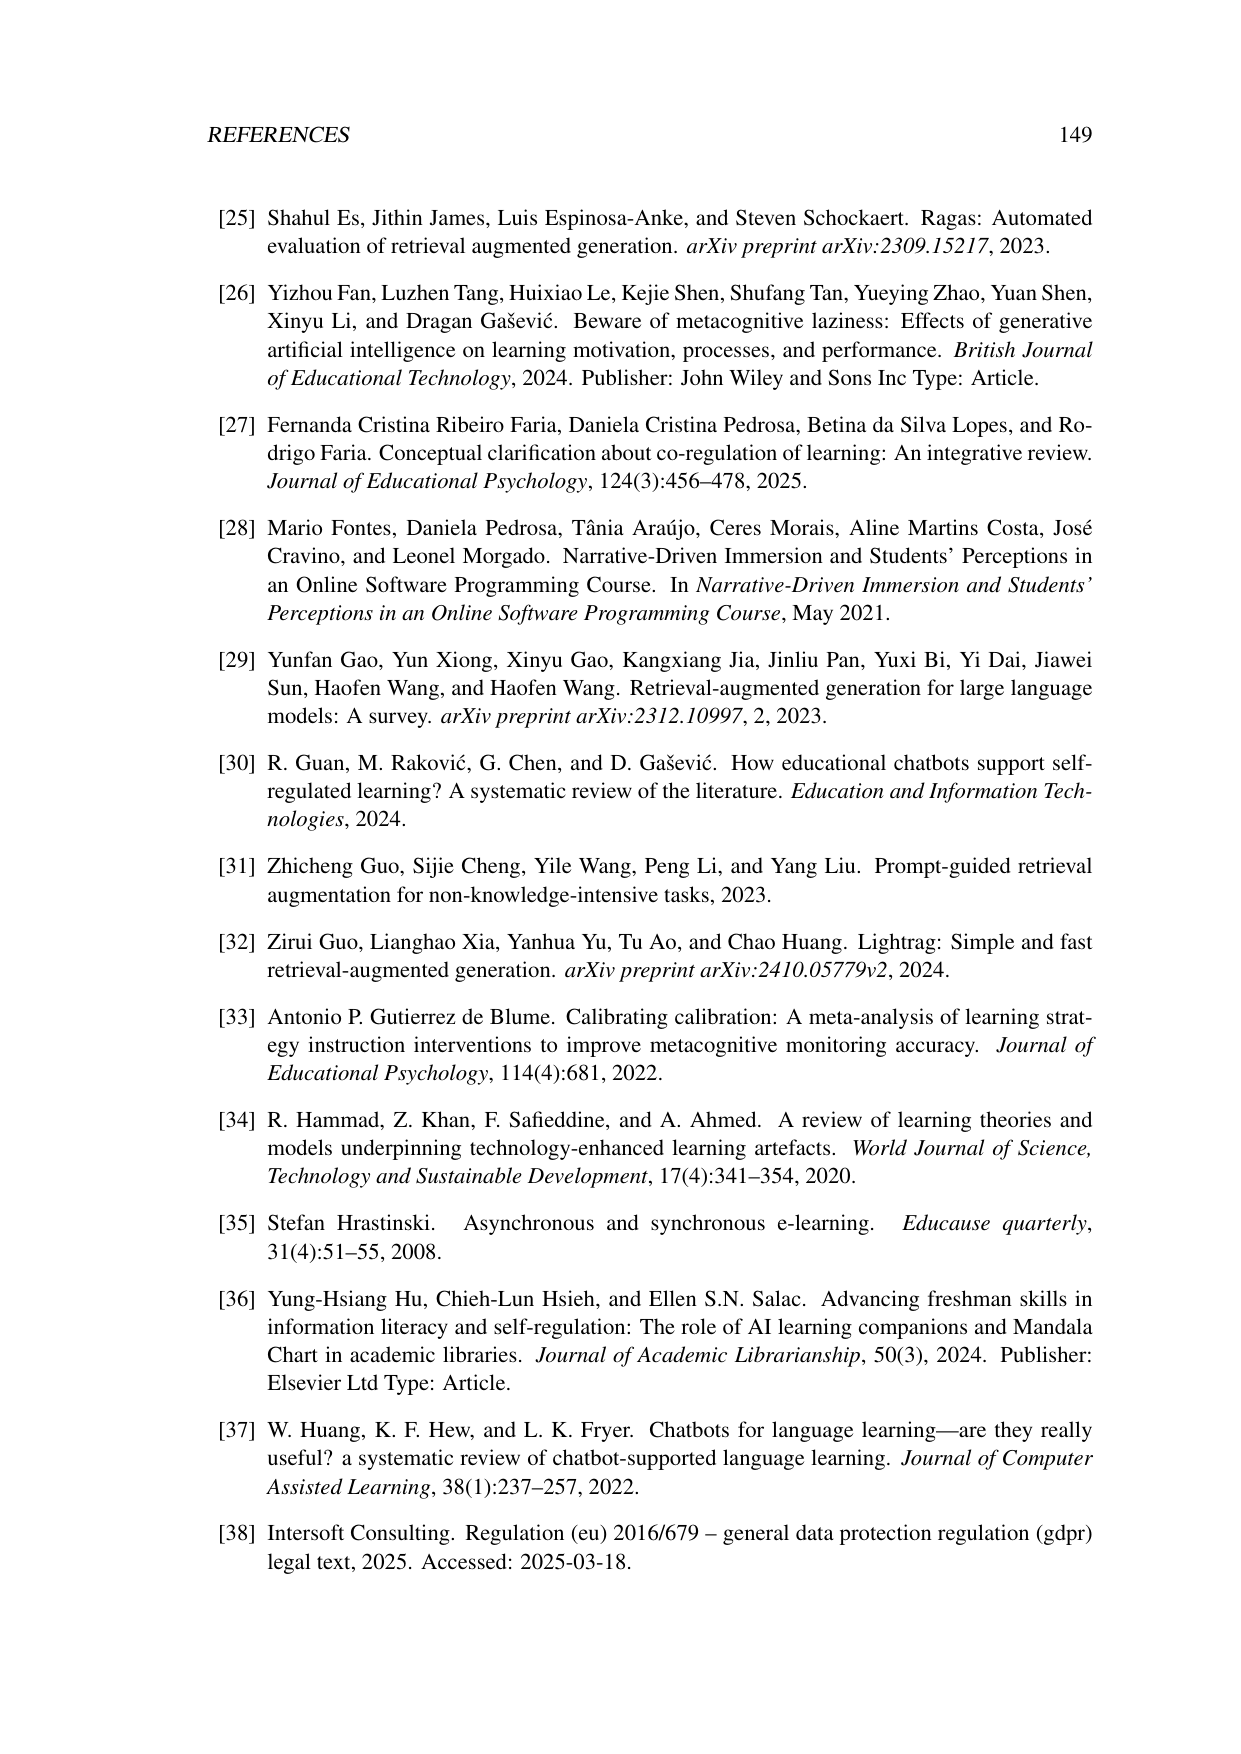 REFERENCES 149
[25] Shahul Es, Jithin James, Luis Espinosa-Anke, and Steven Schockaert. Ragas: Automated
evaluation of retrieval augmented generation. arXiv preprint arXiv:2309.15217, 2023.
[26] Yizhou Fan, Luzhen Tang, Huixiao Le, Kejie Shen, Shufang Tan, Yueying Zhao, Yuan Shen,
Xinyu Li, and Dragan Gašević. Beware of metacognitive laziness: Effects of generative
artificial intelligence on learning motivation, processes, and performance. British Journal
of Educational Technology, 2024. Publisher: John Wiley and Sons Inc Type: Article.
[27] Fernanda Cristina Ribeiro Faria, Daniela Cristina Pedrosa, Betina da Silva Lopes, and Ro-
drigo Faria. Conceptual clarification about co-regulation of learning: An integrative review.
Journal of Educational Psychology, 124(3):456–478, 2025.
[28] Mario Fontes, Daniela Pedrosa, Tânia Araújo, Ceres Morais, Aline Martins Costa, José
Cravino, and Leonel Morgado. Narrative-Driven Immersion and Students’ Perceptions in
an Online Software Programming Course. In Narrative-Driven Immersion and Students’
Perceptions in an Online Software Programming Course, May 2021.
[29] Yunfan Gao, Yun Xiong, Xinyu Gao, Kangxiang Jia, Jinliu Pan, Yuxi Bi, Yi Dai, Jiawei
Sun, Haofen Wang, and Haofen Wang. Retrieval-augmented generation for large language
models: A survey. arXiv preprint arXiv:2312.10997, 2, 2023.
[30] R. Guan, M. Raković, G. Chen, and D. Gašević. How educational chatbots support self-
regulated learning? A systematic review of the literature. Education and Information Tech-
nologies, 2024.
[31] Zhicheng Guo, Sijie Cheng, Yile Wang, Peng Li, and Yang Liu. Prompt-guided retrieval
augmentation for non-knowledge-intensive tasks, 2023.
[32] Zirui Guo, Lianghao Xia, Yanhua Yu, Tu Ao, and Chao Huang. Lightrag: Simple and fast
retrieval-augmented generation. arXiv preprint arXiv:2410.05779v2, 2024.
[33] Antonio P. Gutierrez de Blume. Calibrating calibration: A meta-analysis of learning strat-
egy instruction interventions to improve metacognitive monitoring accuracy. Journal of
Educational Psychology, 114(4):681, 2022.
[34] R. Hammad, Z. Khan, F. Safieddine, and A. Ahmed. A review of learning theories and
models underpinning technology-enhanced learning artefacts. World Journal of Science,
Technology and Sustainable Development, 17(4):341–354, 2020.
[35] Stefan Hrastinski. Asynchronous and synchronous e-learning. Educause quarterly,
31(4):51–55, 2008.
[36] Yung-Hsiang Hu, Chieh-Lun Hsieh, and Ellen S.N. Salac. Advancing freshman skills in
information literacy and self-regulation: The role of AI learning companions and Mandala
Chart in academic libraries. Journal of Academic Librarianship, 50(3), 2024. Publisher:
Elsevier Ltd Type: Article.
[37] W. Huang, K. F. Hew, and L. K. Fryer. Chatbots for language learning—are they really
useful? a systematic review of chatbot-supported language learning. Journal of Computer
Assisted Learning, 38(1):237–257, 2022.
[38] Intersoft Consulting. Regulation (eu) 2016/679 – general data protection regulation (gdpr)
legal text, 2025. Accessed: 2025-03-18.